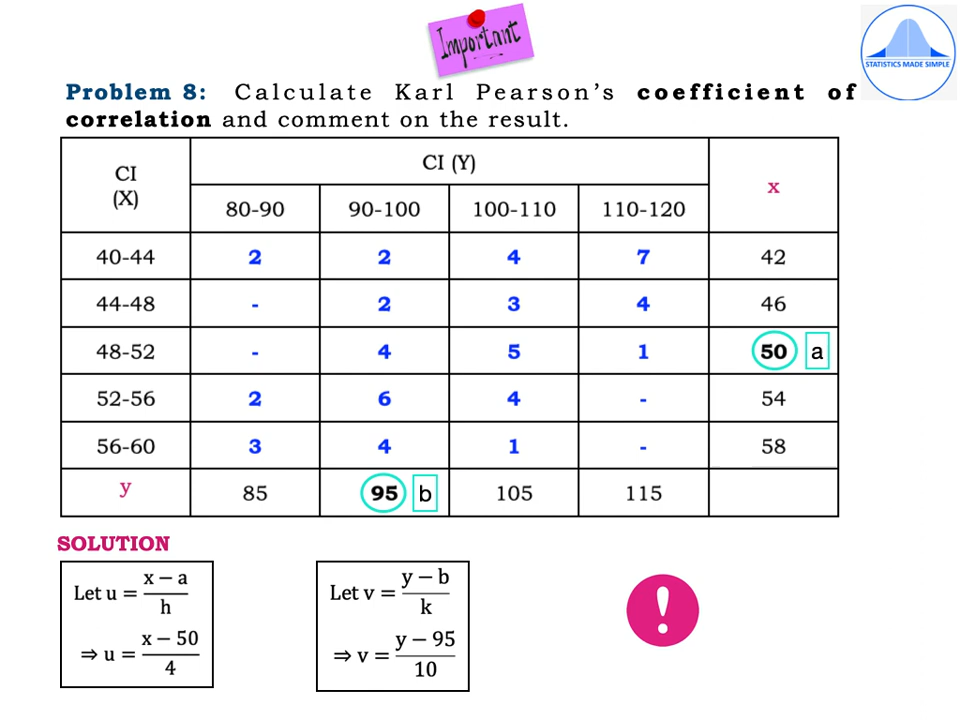 Important
STATISTICS MADE SIMPLE
Problem 8: Calculate Karl Pearson's coefficient of
correlation and comment on the result.
CI (X) CI (Y) x
80-90 90-100 100-110 110-120
40-44 2 2 4 7 42
44-48 - 2 3 4 46
48-52 - 4 5 1 50 a
52-56 2 6 4 - 54
56-60 3 4 1 - 58
y 85 95 b 105 115
SOLUTION
Let u = (x − a)/h
⇒ u = (x − 50)/4
Let v = (y − b)/k
⇒ v = (y − 95)/10
!